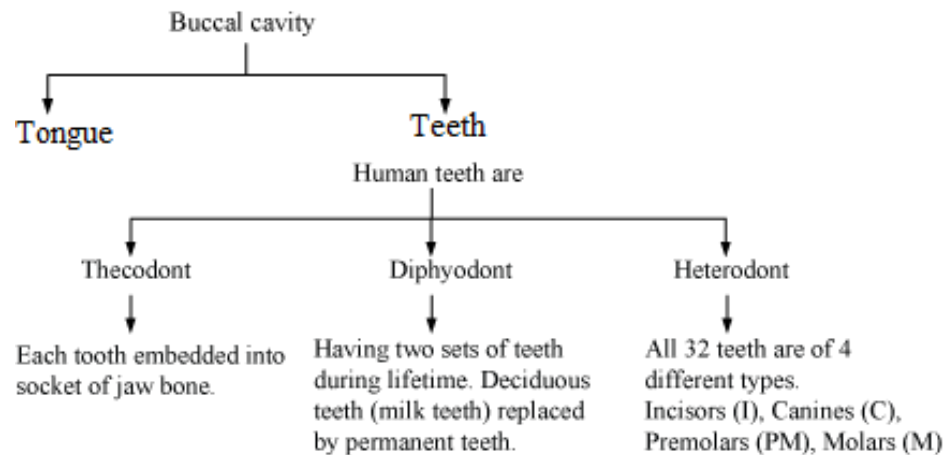 Buccal cavity
Tongue
Teeth
Human teeth are
Thecodont
Diphyodont
Heterodont
Each tooth embedded into
socket of jaw bone.
Having two sets of teeth
during lifetime. Deciduous
teeth (milk teeth) replaced
by permanent teeth.
All 32 teeth are of 4
different types.
Incisors (I), Canines (C),
Premolars (PM), Molars (M)